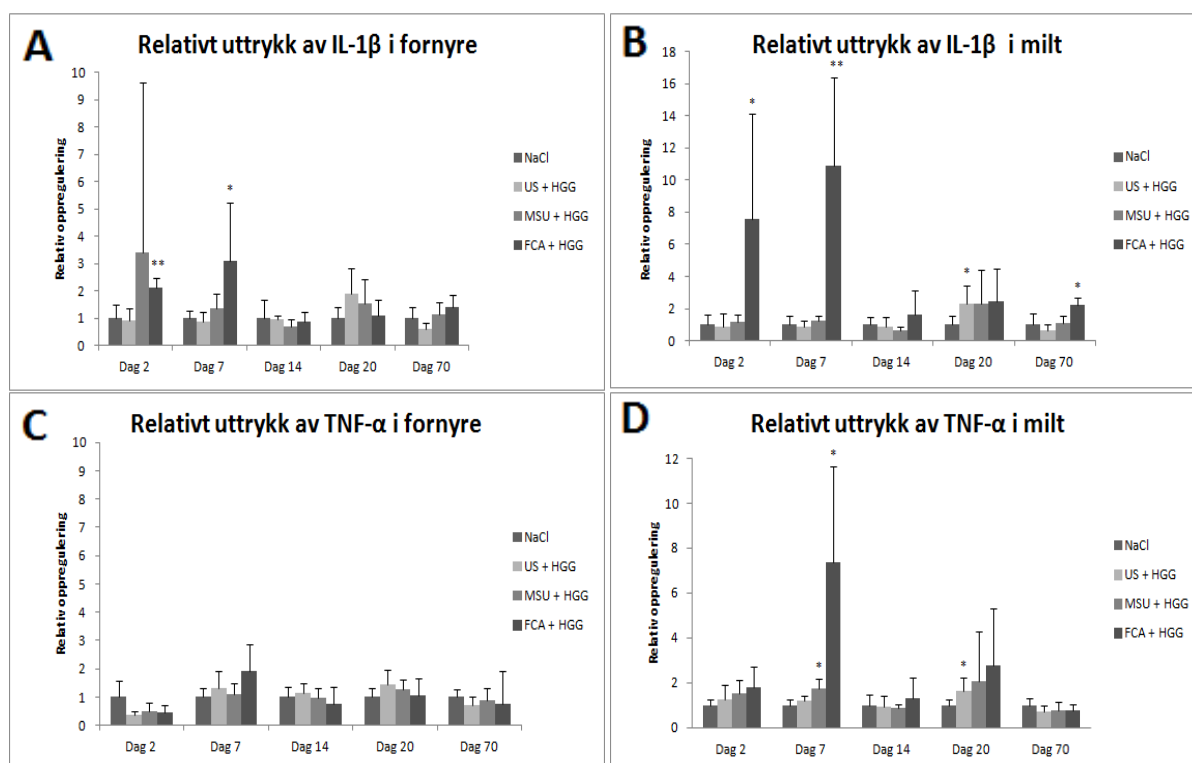 A
Relativt uttrykk av IL-1β i fornyre
Relativ oppregulering
10
9
8
7
6
5
4
3
2
1
0
**
*
Dag 2 Dag 7 Dag 14 Dag 20 Dag 70
NaCl
US + HGG
MSU + HGG
FCA + HGG
B
Relativt uttrykk av IL-1β i milt
Relativ oppregulering
18
16
14
12
10
8
6
4
2
0
*
**
*
*
Dag 2 Dag 7 Dag 14 Dag 20 Dag 70
NaCl
US + HGG
MSU + HGG
FCA + HGG
C
Relativt uttrykk av TNF-α i fornyre
Relativ oppregulering
10
9
8
7
6
5
4
3
2
1
0
Dag 2 Dag 7 Dag 14 Dag 20 Dag 70
NaCl
US + HGG
MSU + HGG
FCA + HGG
D
Relativt uttrykk av TNF-α i milt
Relativ oppregulering
12
10
8
6
4
2
0
*
*
*
Dag 2 Dag 7 Dag 14 Dag 20 Dag 70
NaCl
US + HGG
MSU + HGG
FCA + HGG